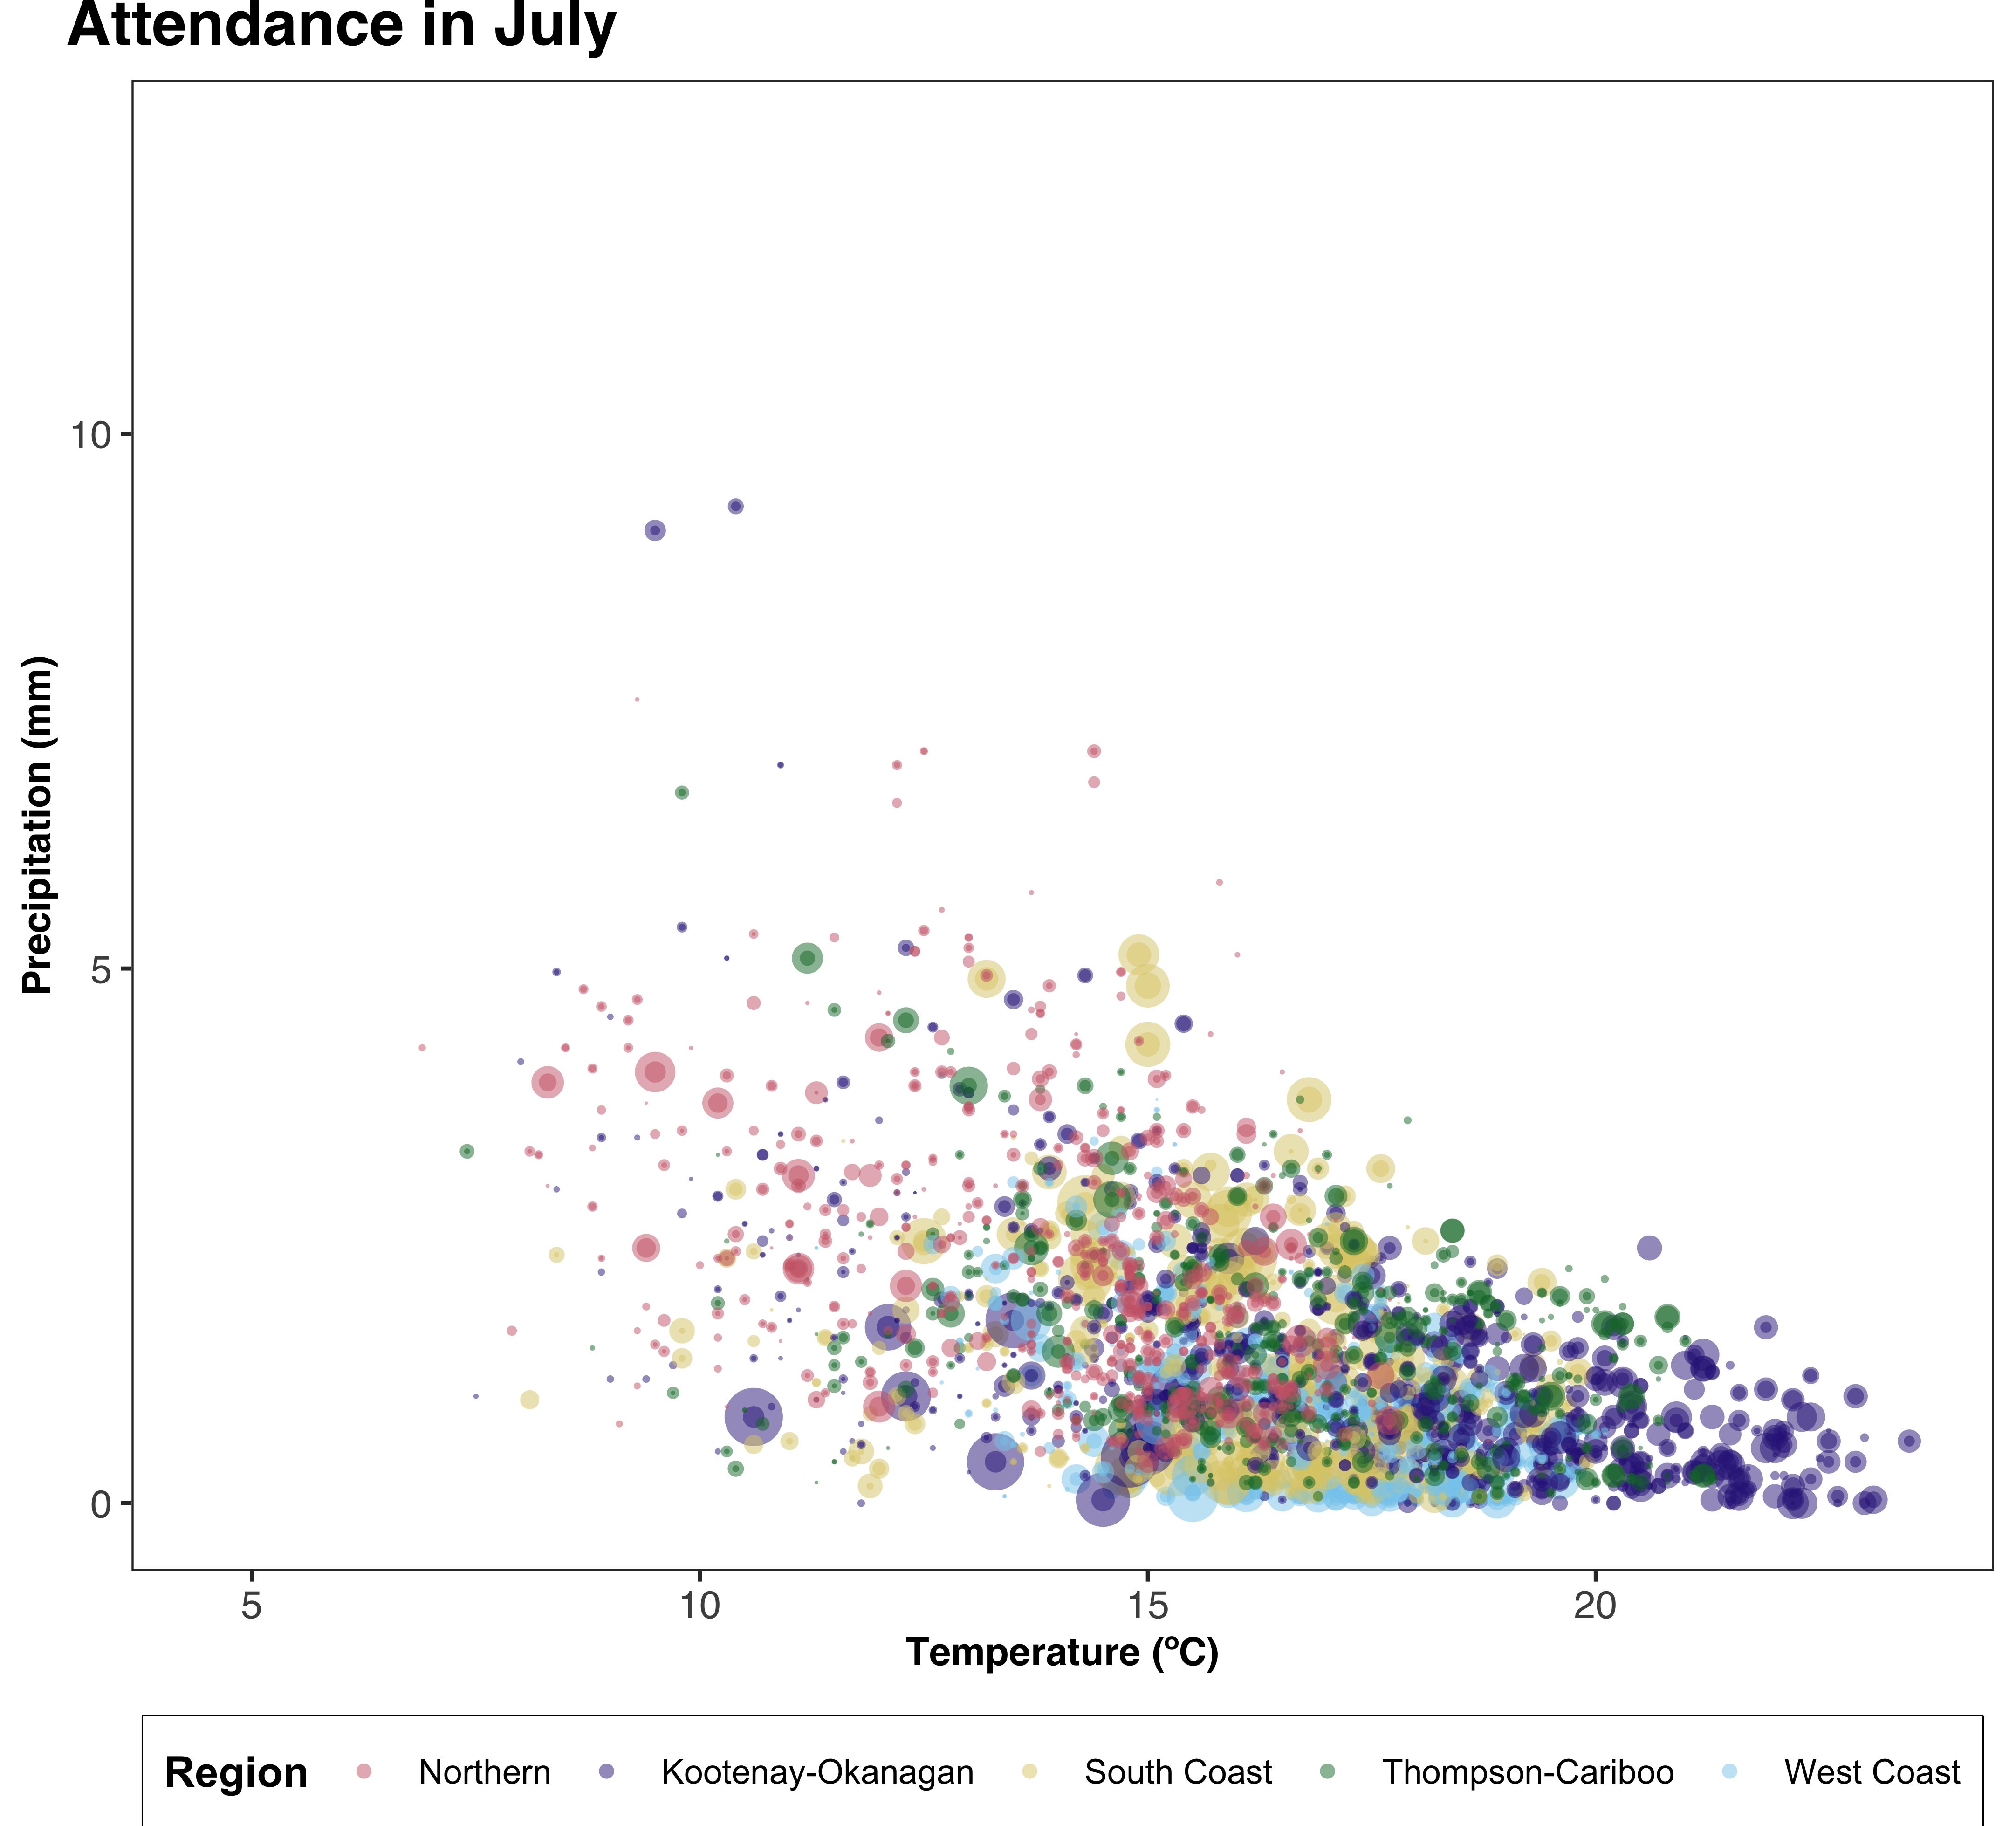 Attendance in July
10
5
0
Precipitation (mm)
5 10 15 20
Temperature (ºC)
Region Northern Kootenay-Okanagan South Coast Thompson-Cariboo West Coast